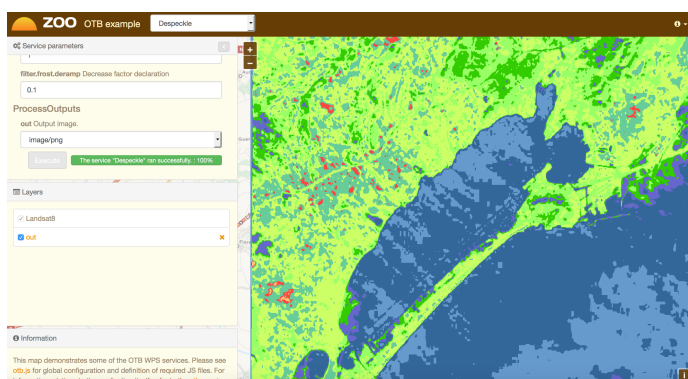 ZOO OTB example Despeckle
Service parameters
filter.frost.deramp Decrease factor declaration
0.1
ProcessOutputs
out Output image.
image/png
Execute The service "Despeckle" ran successfully. : 100%
Layers
Landsat8
out
Information
This map demonstrates some of the OTB WPS services. Please see
otb.js for global configuration and definition of required JS files. For